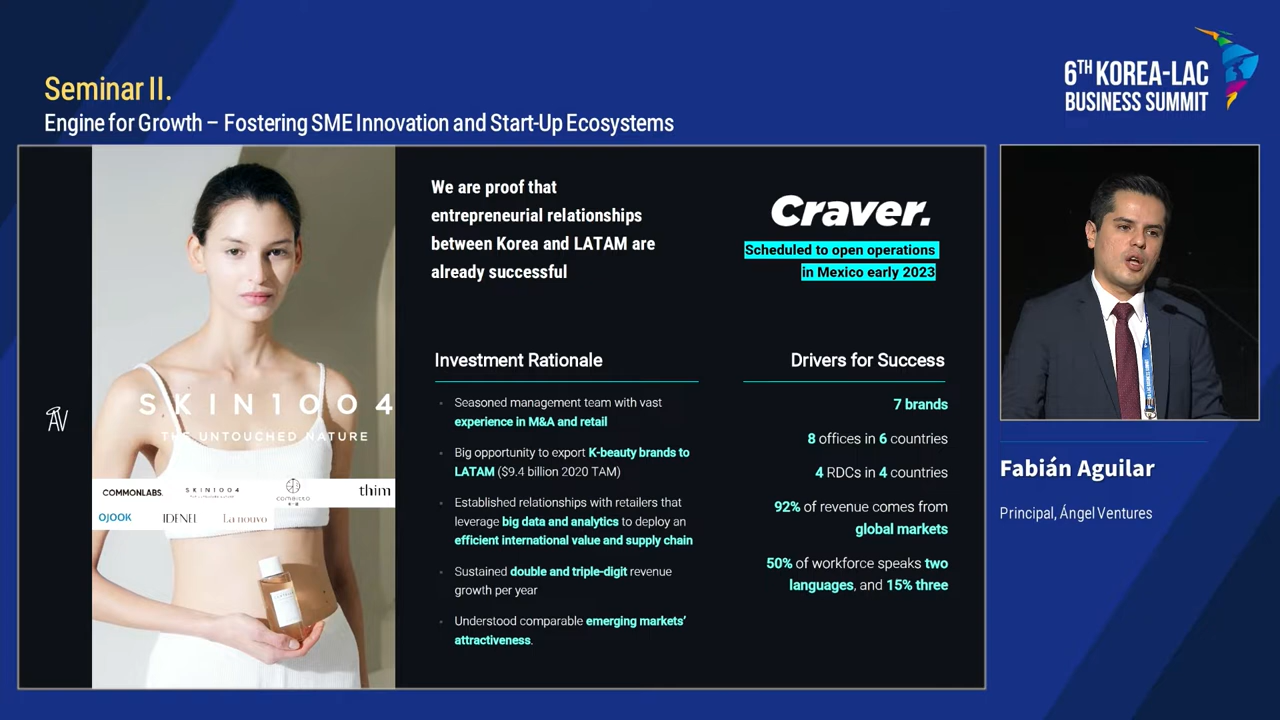 Seminar II.
Engine for Growth – Fostering SME Innovation and Start-Up Ecosystems
6TH KOREA-LAC
BUSINESS SUMMIT
We are proof that
entrepreneurial relationships
between Korea and LATAM are
already successful
Craver.
Scheduled to open operations
in Mexico early 2023
SKIN1004
THE UNTOUCHED NATURE
COMMONLABS.
SKIN1004
COMBLETO
thim
OJOOK
IDENEL
La nouvo
AV
Investment Rationale
Seasoned management team with vast
experience in M&A and retail
Big opportunity to export K-beauty brands to
LATAM ($9.4 billion 2020 TAM)
Established relationships with retailers that
leverage big data and analytics to deploy an
efficient international value and supply chain
Sustained double and triple-digit revenue
growth per year
Understood comparable emerging markets'
attractiveness.
Drivers for Success
7 brands
8 offices in 6 countries
4 RDCs in 4 countries
92% of revenue comes from
global markets
50% of workforce speaks two
languages, and 15% three
Fabián Aguilar
Principal, Ángel Ventures